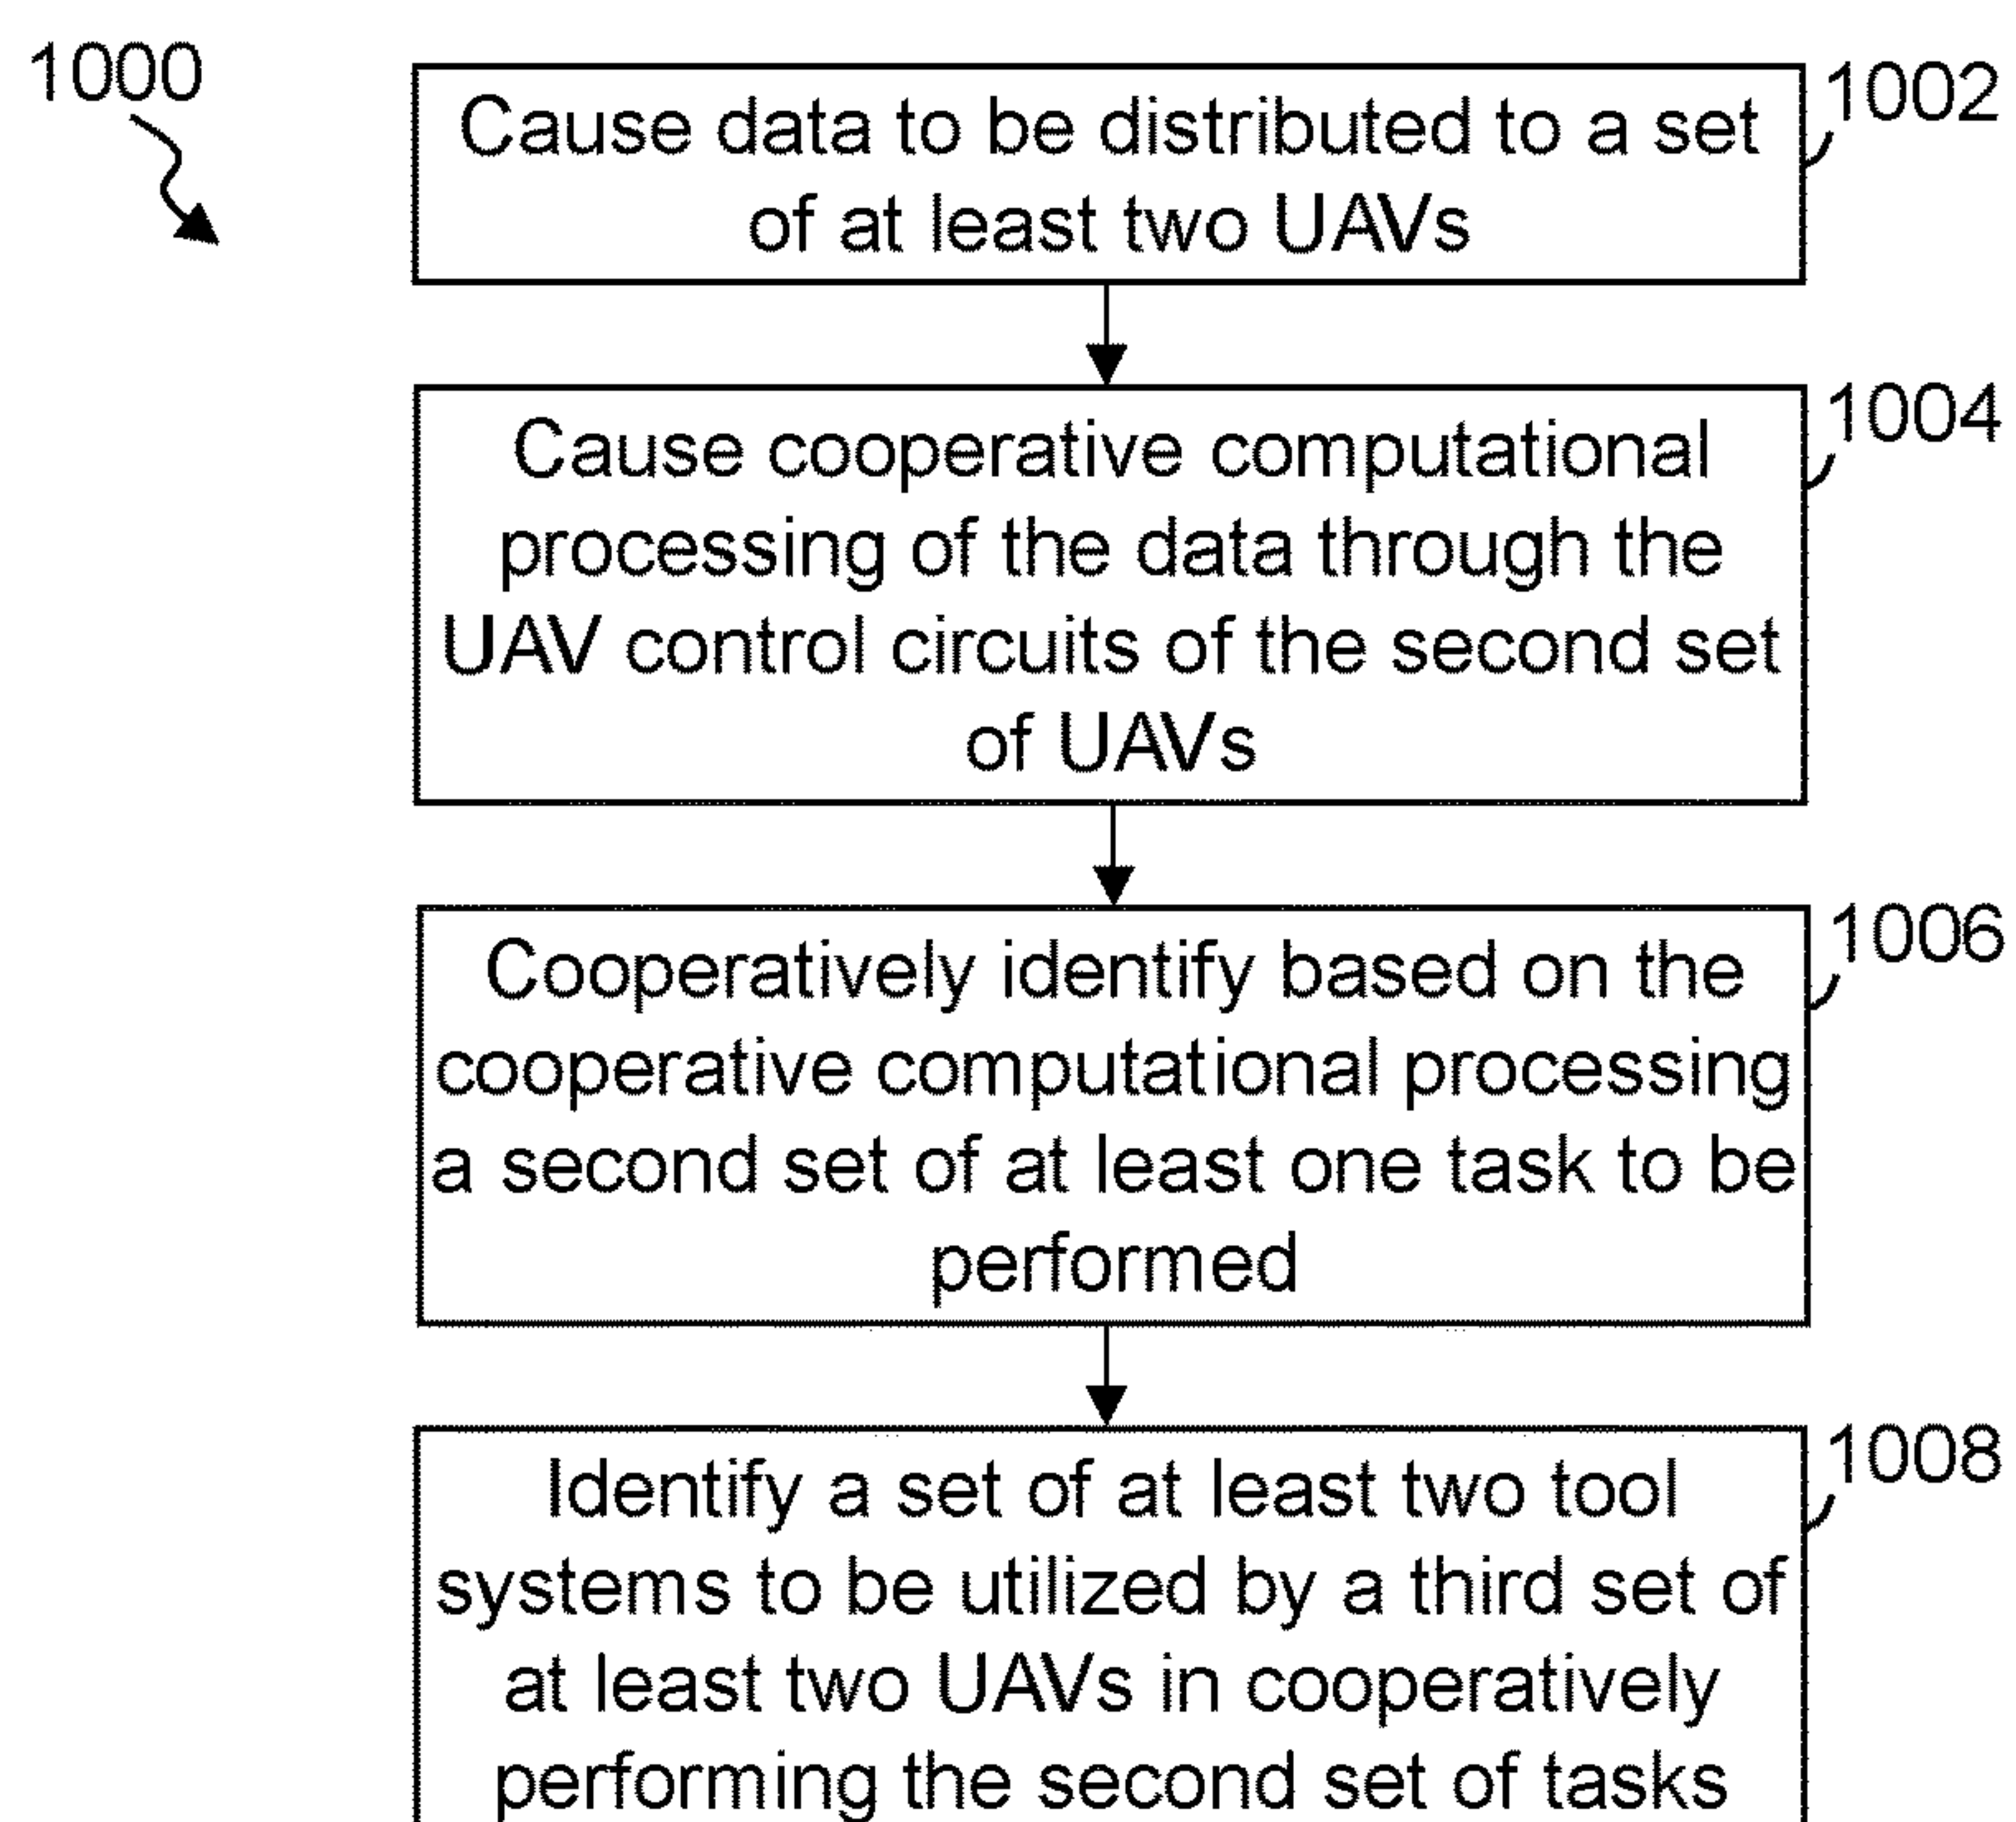 1000
Cause data to be distributed to a set
of at least two UAVs
1002
Cause cooperative computational
processing of the data through the
UAV control circuits of the second set
of UAVs
1004
Cooperatively identify based on the
cooperative computational processing
a second set of at least one task to be
performed
1006
Identify a set of at least two tool
systems to be utilized by a third set of
at least two UAVs in cooperatively
performing the second set of tasks
1008